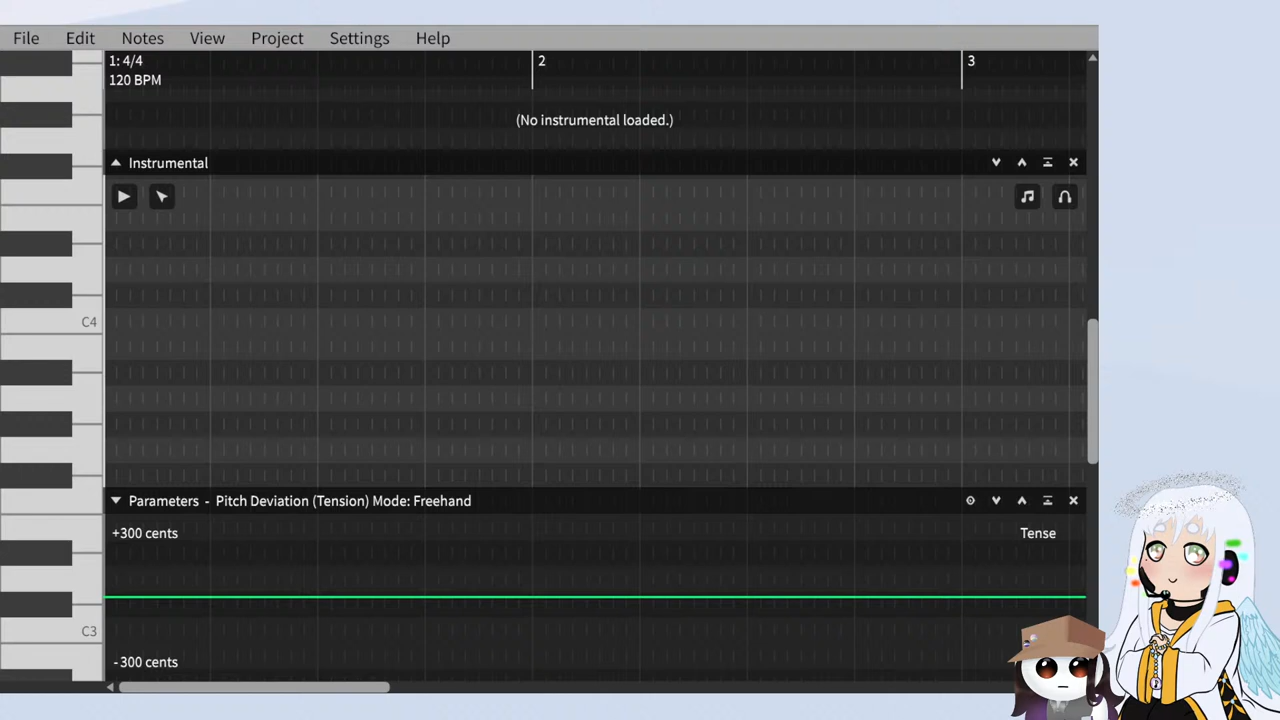 File Edit Notes View Project Settings Help
1: 4/4 2 3
120 BPM
(No instrumental loaded.)
Instrumental
C4
Parameters - Pitch Deviation (Tension) Mode: Freehand
+300 cents Tense
C3
-300 cents